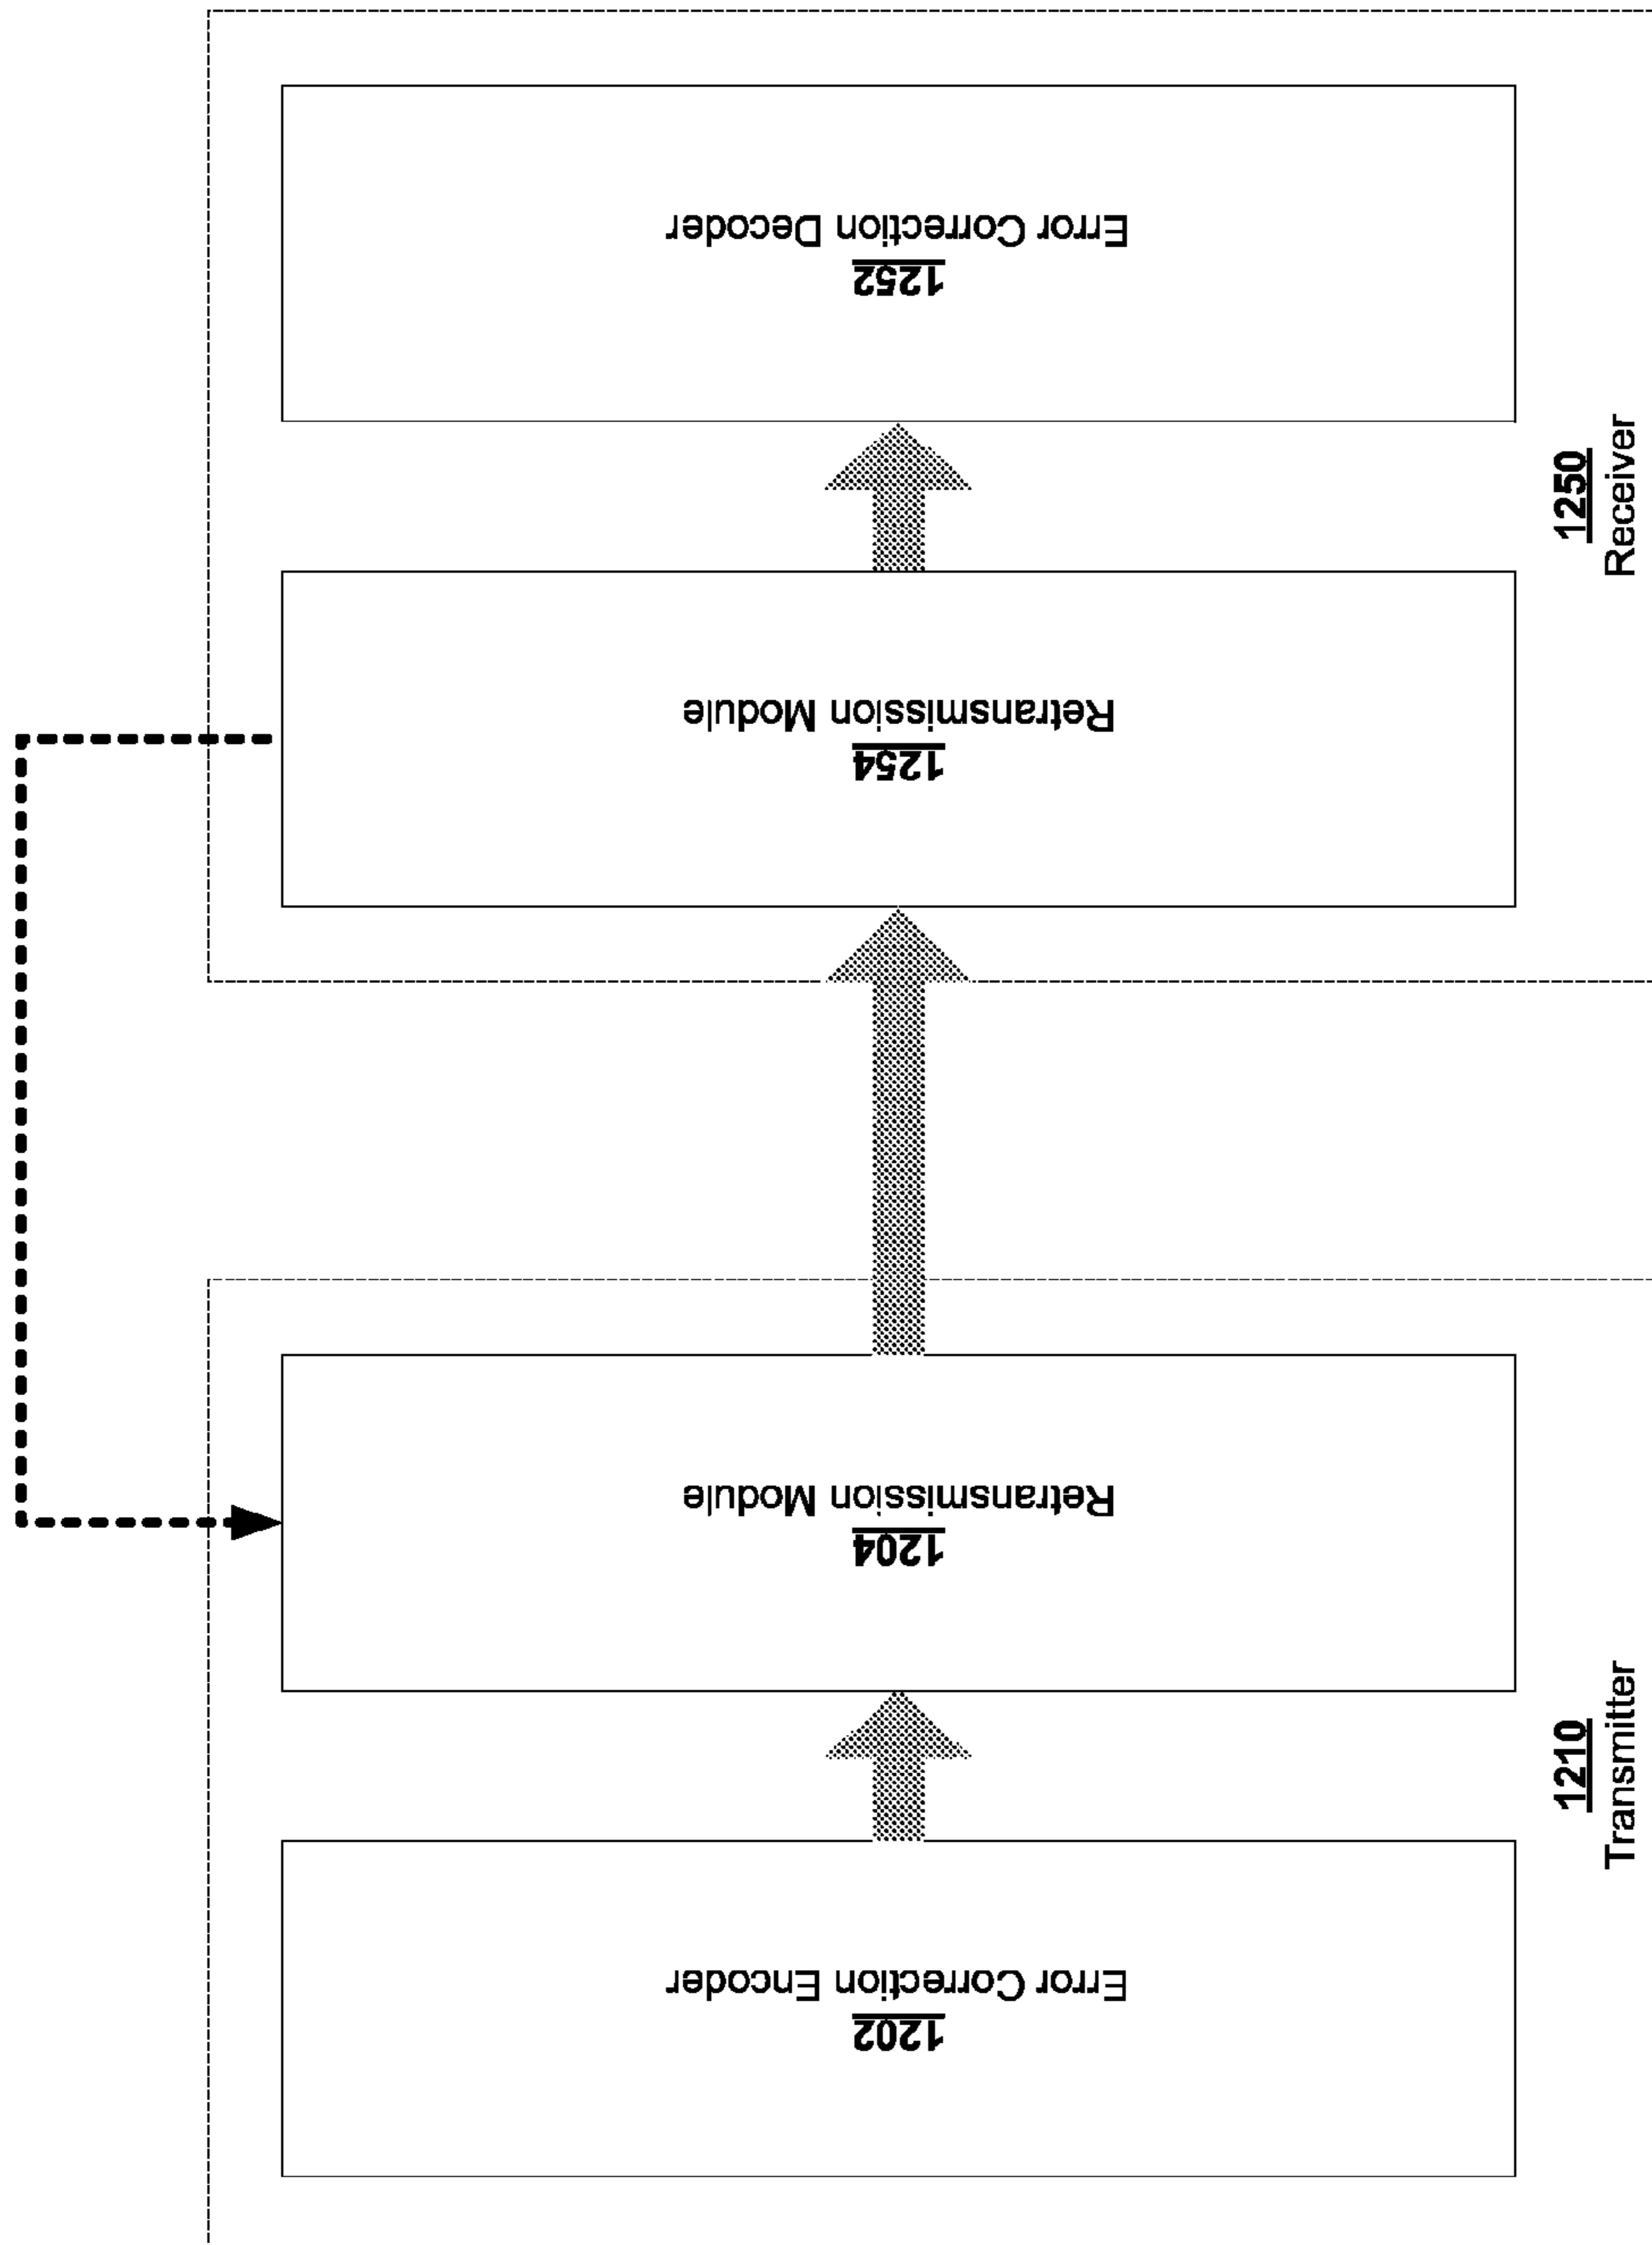 1210
Transmitter
1202
Error Correction Encoder
1204
Retransmission Module
1250
Receiver
1254
Retransmission Module
1252
Error Correction Decoder